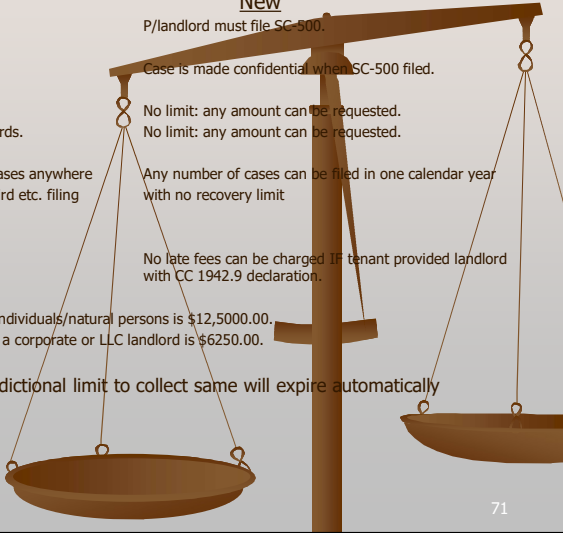 New
P/landlord must file SC-500.
Case is made confidential when SC-500 filed.
No limit: any amount can be requested.
rds.
No limit: any amount can be requested.
ases anywhere
Any number of cases can be filed in one calendar year
rd etc. filing
with no recovery limit
No late fees can be charged IF tenant provided landlord
with CC 1942.9 declaration.
ndividuals/natural persons is $12,5000.00.
a corporate or LLC landlord is $6250.00.
dictional limit to collect same will expire automatically
71